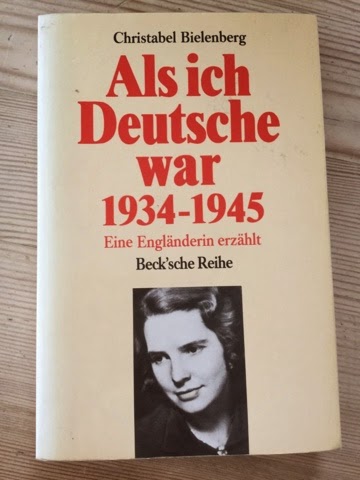 Christabel Bielenberg
Als ich
Deutsche
war
1934-1945
Eine Engländerin erzählt
Beck'sche Reihe